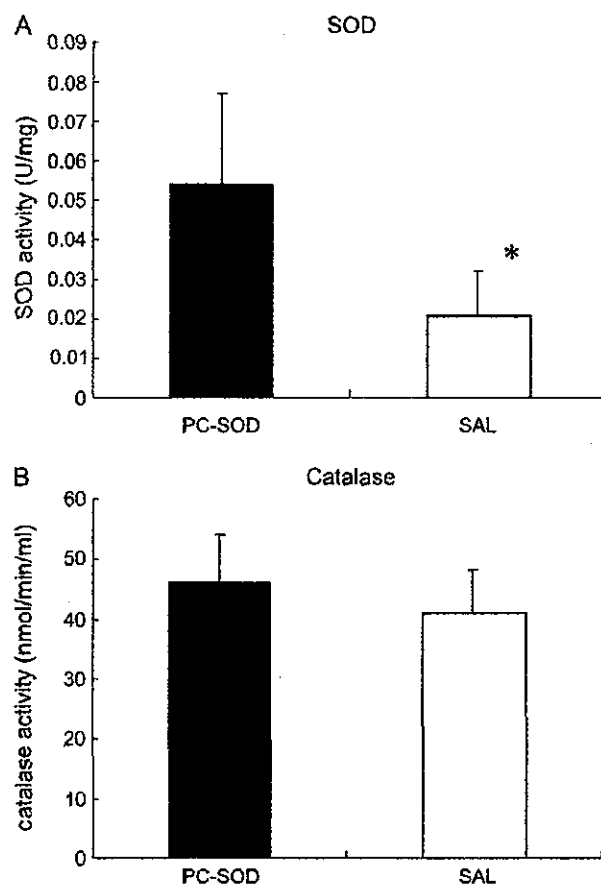 A
SOD
SOD activity (U/mg)
0.09
0.08
0.07
0.06
0.05
0.04
0.03
0.02
0.01
0
*
PC-SOD SAL
B
Catalase
catalase activity (nmol/min/ml)
60
50
40
30
20
10
0
PC-SOD SAL